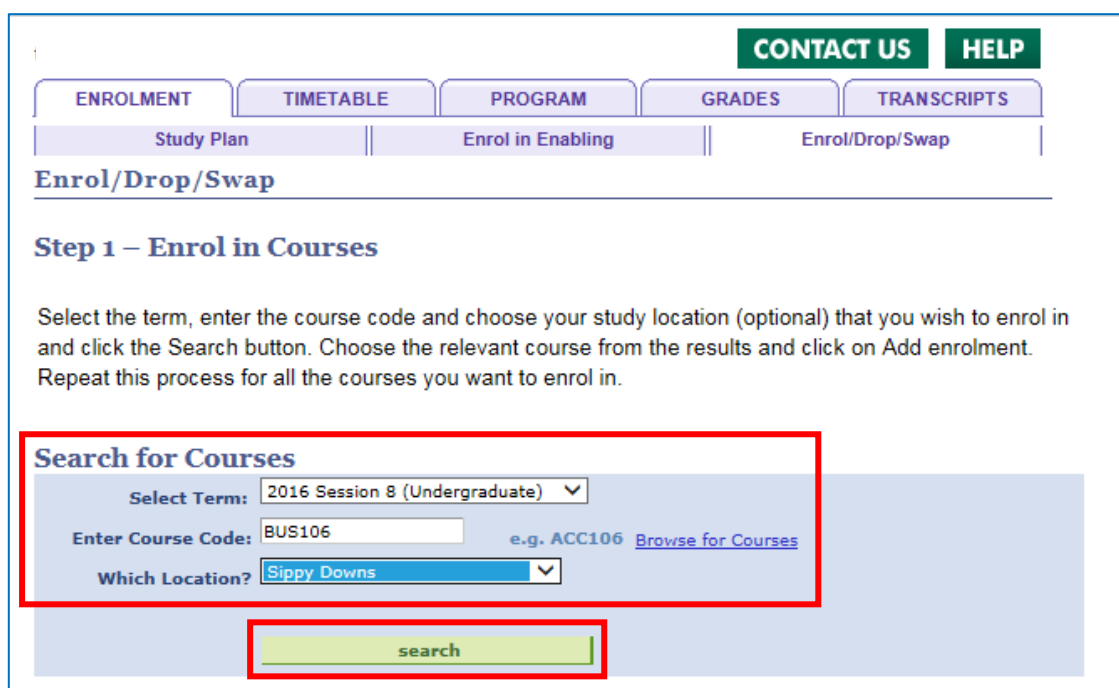 CONTACT US HELP
ENROLMENT TIMETABLE PROGRAM GRADES TRANSCRIPTS
Study Plan Enrol in Enabling Enrol/Drop/Swap
Enrol/Drop/Swap
Step 1 – Enrol in Courses
Select the term, enter the course code and choose your study location (optional) that you wish to enrol in
and click the Search button. Choose the relevant course from the results and click on Add enrolment.
Repeat this process for all the courses you want to enrol in.
Search for Courses
Select Term: 2016 Session 8 (Undergraduate)
Enter Course Code: BUS106 e.g. ACC106 Browse for Courses
Which Location? Sippy Downs
search